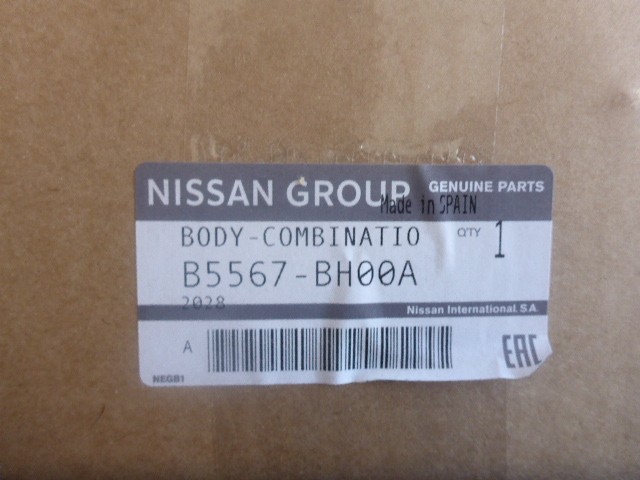 NISSAN GROUP GENUINE PARTS
Made in SPAIN
BODY-COMBINATIO Q'TY 1
B5567-BH00A
2028
Nissan International. S.A.
A
EAC
NEGB1